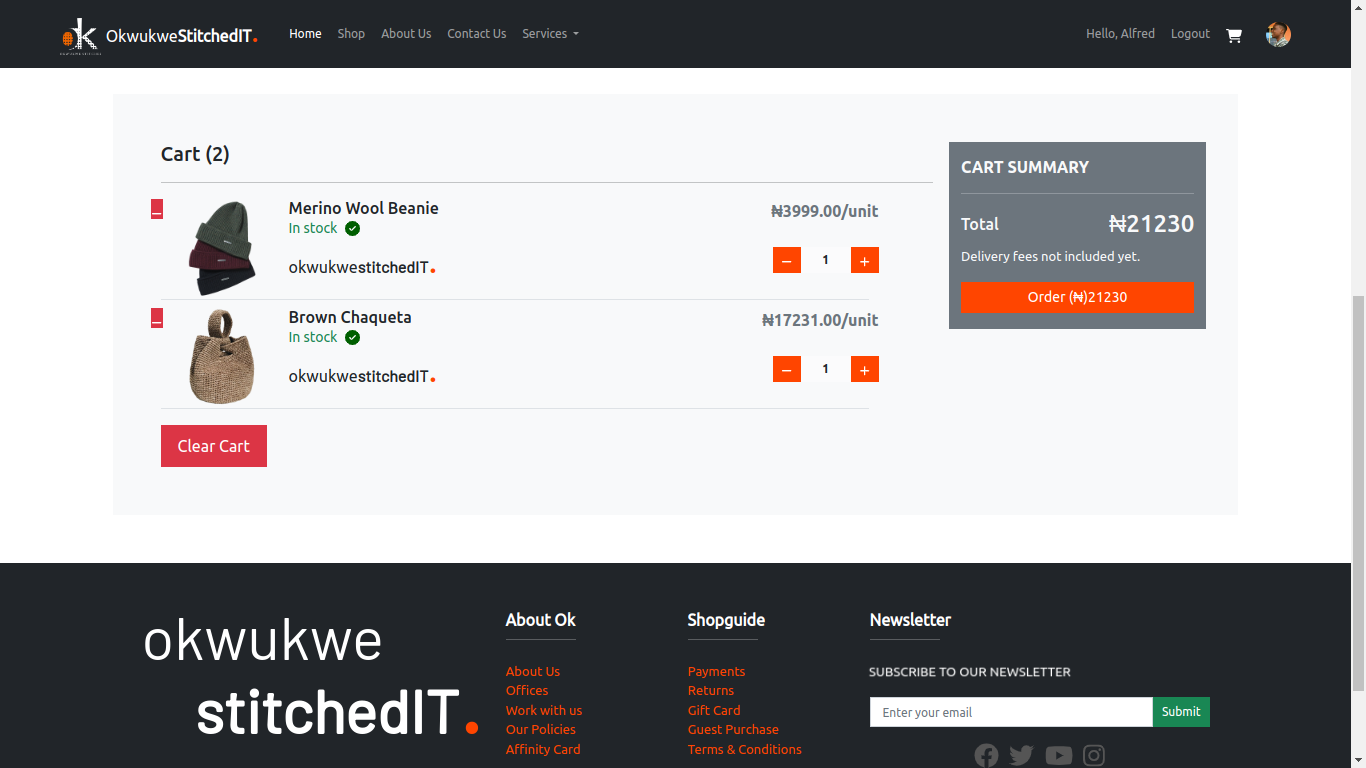 OkwukweStitchedIT.
Home
Shop
About Us
Contact Us
Services
Hello, Alfred
Logout
Cart (2)
Merino Wool Beanie
In stock
okwukwestitchedIT.
₦3999.00/unit
– 1 +
Brown Chaqueta
In stock
okwukwestitchedIT.
₦17231.00/unit
– 1 +
Clear Cart
CART SUMMARY
Total ₦21230
Delivery fees not included yet.
Order (₦)21230
okwukwe
stitchedIT.
About Ok
About Us
Offices
Work with us
Our Policies
Affinity Card
Shopguide
Payments
Returns
Gift Card
Guest Purchase
Terms & Conditions
Newsletter
SUBSCRIBE TO OUR NEWSLETTER
Enter your email
Submit